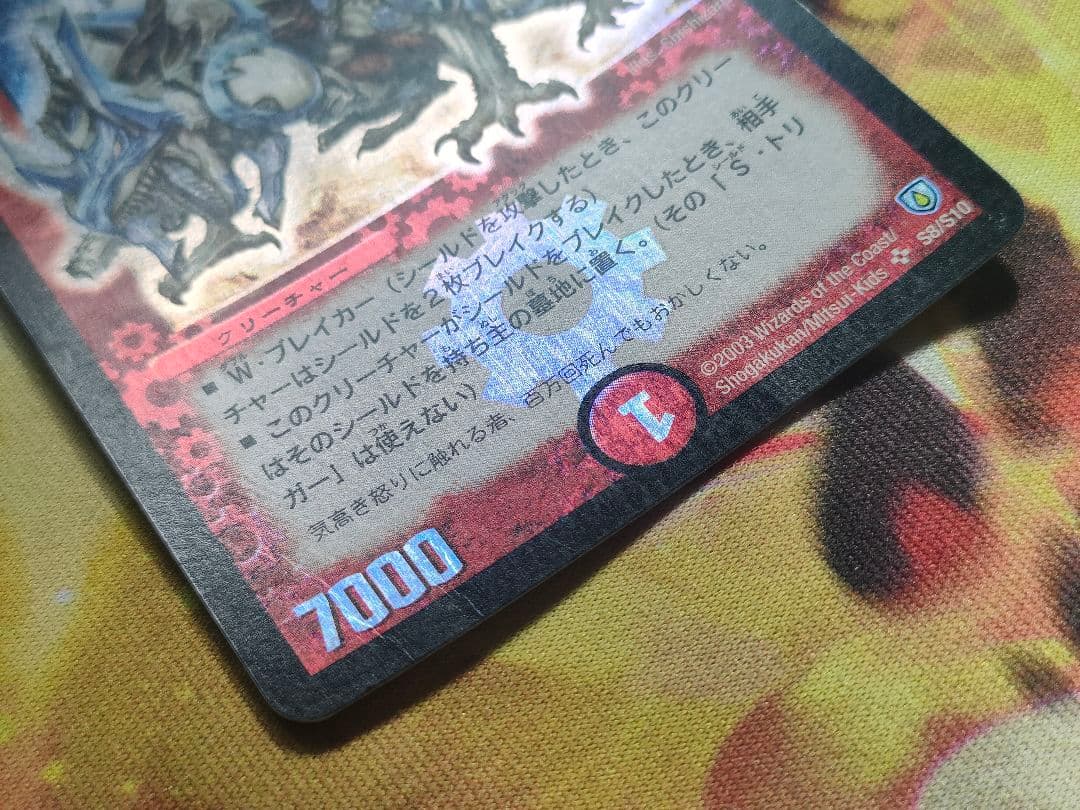 クリーチャー
■ W・ブレイカー（シールドを攻撃したとき、このクリー
チャーはシールドを２枚ブレイクする）
■ このクリーチャーがシールドをブレイクしたとき、相手
はそのシールドを持ち主の墓地に置く。（その「S・トリ
ガー」は使えない）
気高き怒りに触れる者、百万回死んでもおかしくない。
7000
1
©2003 Wizards of the Coast/
Shogakukan/Mitsui-Kids
S8/S10